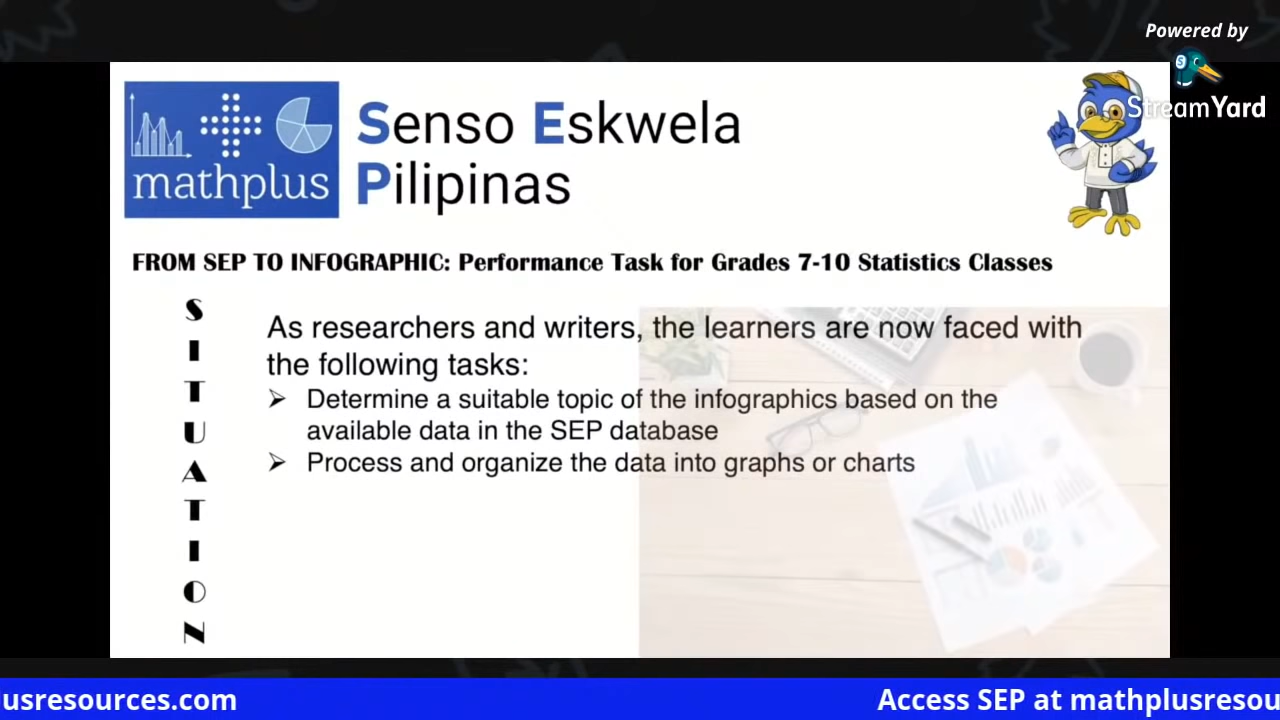 Powered by
StreamYard
mathplus
Senso Eskwela
Pilipinas
FROM SEP TO INFOGRAPHIC: Performance Task for Grades 7-10 Statistics Classes
S
I
T
U
A
T
I
O
N
As researchers and writers, the learners are now faced with
the following tasks:
➢ Determine a suitable topic of the infographics based on the
available data in the SEP database
➢ Process and organize the data into graphs or charts
lusresources.com
Access SEP at mathplusresou